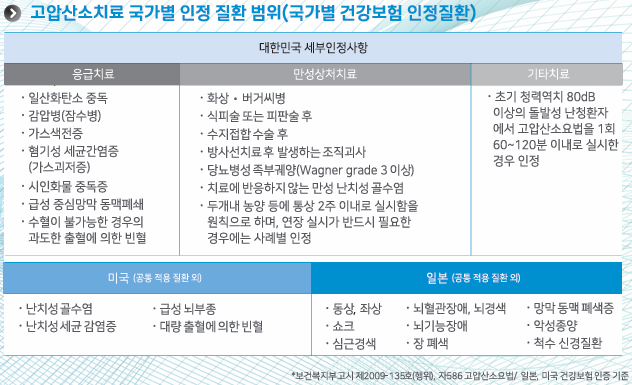 고압산소치료 국가별 인정 질환 범위(국가별 건강보험 인정질환)
대한민국 세부인정사항
응급치료
· 일산화탄소 중독
· 감압병(잠수병)
· 가스색전증
· 혐기성 세균간염증
(가스괴저증)
· 시인화물 중독증
· 급성 중심망막 동맥폐쇄
· 수혈이 불가능한 경우의
과도한 출혈에 의한 빈혈
만성상처치료
· 화상 · 버거씨병
· 식피술 또는 피판술 후
· 수지접합 수술 후
· 방사선치료 후 발생하는 조직괴사
· 당뇨병성 족부궤양(Wagner grade 3 이상)
· 치료에 반응하지 않는 만성 난치성 골수염
· 두개내 농양 등에 통상 2주 이내로 실시함을
원칙으로 하며, 연장 실시가 반드시 필요한
경우에는 사례별 인정
기타치료
· 초기 청력역치 80dB
이상의 돌발성 난청환자
에서 고압산소요법을 1회
60~120분 이내로 실시한
경우 인정
미국 (공통 적용 질환 외)
· 난치성 골수염
· 난치성 세균 감염증
· 급성 뇌부종
· 대량 출혈에 의한 빈혈
일본 (공통 적용 질환 외)
· 동상, 좌상
· 쇼크
· 심근경색
· 뇌혈관장애, 뇌경색
· 뇌기능장애
· 장 폐색
· 망막 동맥 폐색증
· 악성종양
· 척수 신경질환
*보건복지부고시 제2009-135호(행위), 자586 고압산소요법/ 일본, 미국 건강보험 인증 기준